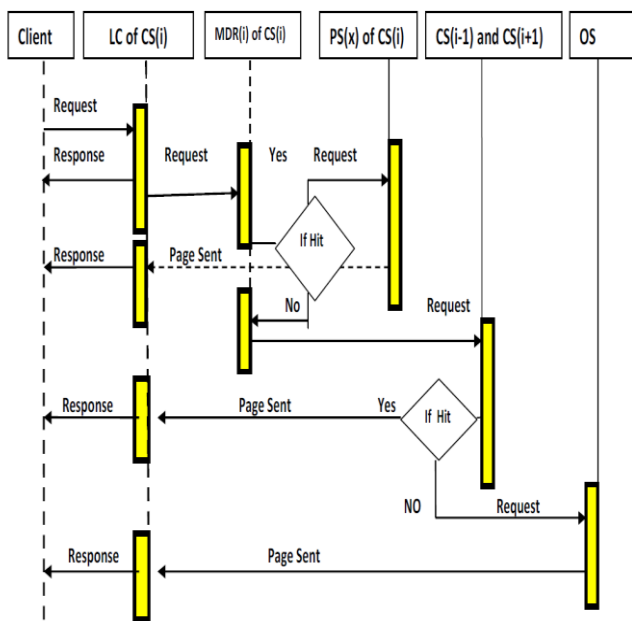 Client
LC of CS(i)
MDR(i) of CS(i)
PS(x) of CS(i)
CS(i-1) and CS(i+1)
OS
Request
Response
Request
Yes
Request
If Hit
Response
Page Sent
No
Request
Response
Page Sent
Yes
If Hit
NO
Request
Response
Page Sent